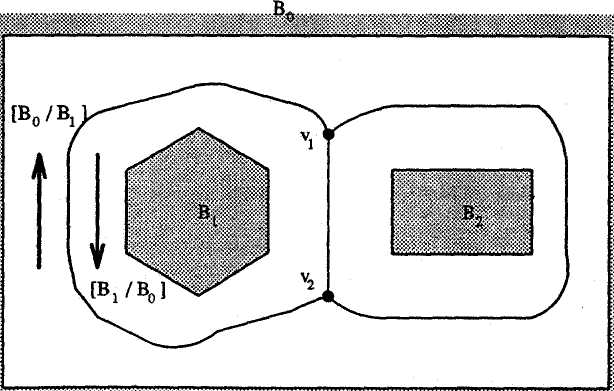 B₀
[B₀ / B₁]
v₁
B₁
B₂
v₂
[B₁ / B₀]